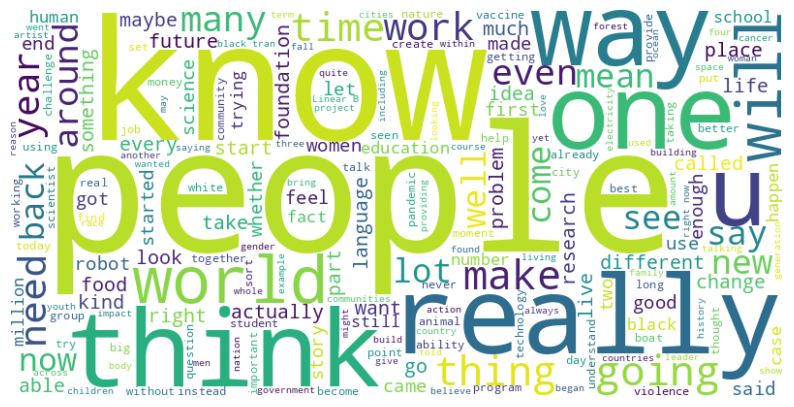 know
people
way
one
really
think
world
time
work
will
year
around
back
need
now
u
going
thing
make
lot
see
say
new
come
well
even
mean
many
maybe
human
end
future
something
foundation
science
every
trying
let
much
made
idea
first
place
school
life
vaccine
create
within
nature
cities
term
artist
went
challenge
black tran
fall
set
money
may
quite
Linear B
project
including
job
saying
three
community
start
women
education
seen
talk
language
whether
problem
research
number
enough
called
use
different
live
change
happen
already
city
building
better
taking
put
space
woman
cancer
four
forest
ocean
provide
getting
love
electricity
used
yet
help
course
looking
reason
using
another
wanted
working
scientist
real
got
find
race
white
bring
feel
fact
take
pandemic
providing
moment
best
amount
right now
talking
generation
today
started
robot
look
together
gender
sort
whole
example
part
food
kind
million
group
youth
impact
student
actually
right
want
still
communities
might
story
never
found
living
animal
ability
action
country
always
technology
understand
two
family
good
black
long
thought
history
boat
countries
leader
day
violence
said
case
show
children
program
began
believe
go
came
point
give
build
told
men
nation
government
important
question
become
instead
without
big
body
try
across
able